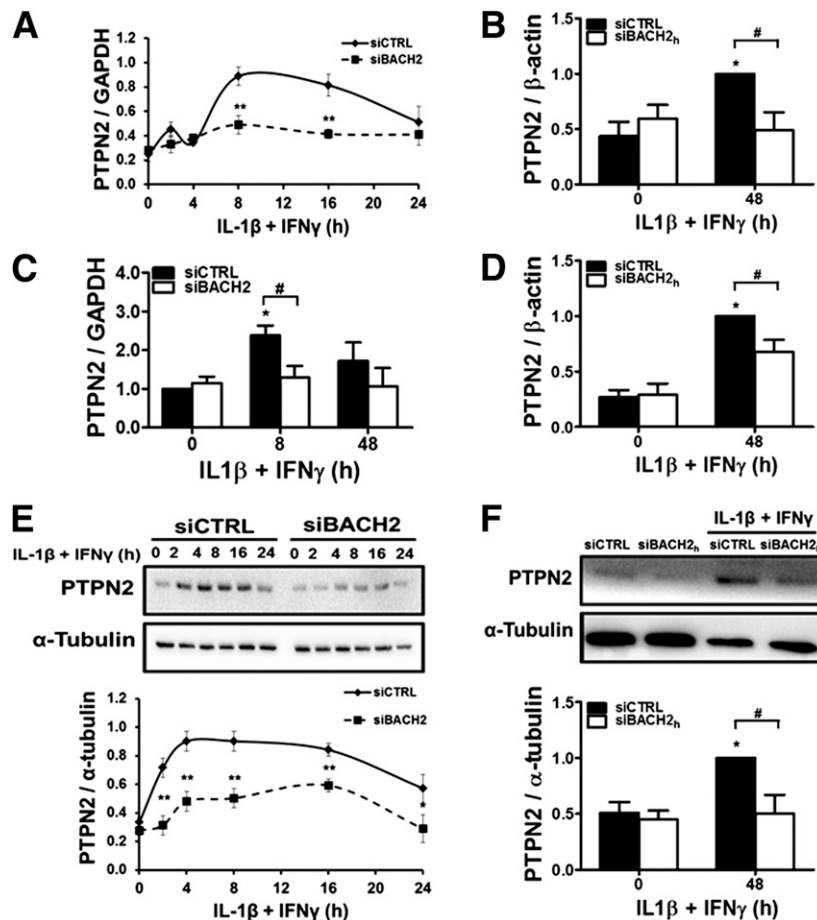 A
PTPN2 / GAPDH
1.2
1.0
0.8
0.6
0.4
0.2
0.0
siCTRL
siBACH2
**
**
0 4 8 12 16 20 24
IL-1β + IFNγ (h)
B
PTPN2 / β-actin
1.5
1.0
0.5
0.0
siCTRL
siBACH2h
#
*
0 48
IL1β + IFNγ (h)
C
PTPN2 / GAPDH
4.0
3.0
2.0
1.0
0.0
siCTRL
siBACH2
#
*
0 8 48
IL1β + IFNγ (h)
D
PTPN2 / β-actin
1.5
1.0
0.5
0.0
siCTRL
siBACH2h
#
*
0 48
IL1β + IFNγ (h)
E
siCTRL siBACH2
IL-1β + IFNγ (h) 0 2 4 8 16 24 0 2 4 8 16 24
PTPN2
α-Tubulin
PTPN2 / α-tubulin
1.2
1.0
0.8
0.6
0.4
0.2
0.0
siCTRL
siBACH2
**
**
**
**
*
0 4 8 12 16 20 24
IL-1β + IFNγ (h)
F
IL-1β + IFNγ
siCTRL siBACH2h siCTRL siBACH2
PTPN2
α-Tubulin
PTPN2 / α-tubulin
1.5
1.0
0.5
0.0
siCTRL
siBACH2h
#
*
0 48
IL1β + IFNγ (h)